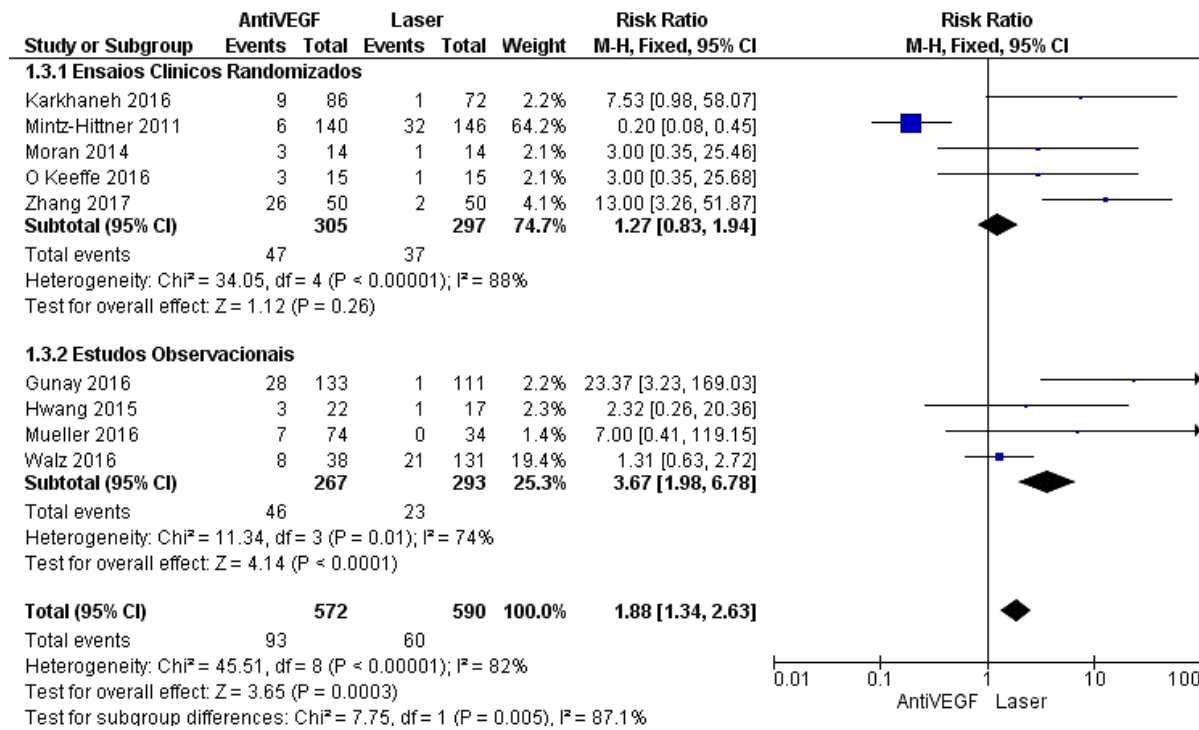 AntiVEGF Laser Risk Ratio Risk Ratio
Study or Subgroup Events Total Events Total Weight M-H, Fixed, 95% CI M-H, Fixed, 95% CI
1.3.1 Ensaios Clinicos Randomizados
Karkhaneh 2016 9 86 1 72 2.2% 7.53 [0.98, 58.07]
Mintz-Hittner 2011 6 140 32 146 64.2% 0.20 [0.08, 0.45]
Moran 2014 3 14 1 14 2.1% 3.00 [0.35, 25.46]
O Keeffe 2016 3 15 1 15 2.1% 3.00 [0.35, 25.68]
Zhang 2017 26 50 2 50 4.1% 13.00 [3.26, 51.87]
Subtotal (95% CI) 305 297 74.7% 1.27 [0.83, 1.94]
Total events 47 37
Heterogeneity: Chi² = 34.05, df = 4 (P < 0.00001); I² = 88%
Test for overall effect: Z = 1.12 (P = 0.26)
1.3.2 Estudos Observacionais
Gunay 2016 28 133 1 111 2.2% 23.37 [3.23, 169.03]
Hwang 2015 3 22 1 17 2.3% 2.32 [0.26, 20.36]
Mueller 2016 7 74 0 34 1.4% 7.00 [0.41, 119.15]
Walz 2016 8 38 21 131 19.4% 1.31 [0.63, 2.72]
Subtotal (95% CI) 267 293 25.3% 3.67 [1.98, 6.78]
Total events 46 23
Heterogeneity: Chi² = 11.34, df = 3 (P = 0.01); I² = 74%
Test for overall effect: Z = 4.14 (P < 0.0001)
Total (95% CI) 572 590 100.0% 1.88 [1.34, 2.63]
Total events 93 60
Heterogeneity: Chi² = 45.51, df = 8 (P < 0.00001); I² = 82%
Test for overall effect: Z = 3.65 (P = 0.0003)
Test for subgroup differences: Chi² = 7.75, df = 1 (P = 0.005), I² = 87.1%
0.01 0.1 1 10 100
AntiVEGF Laser